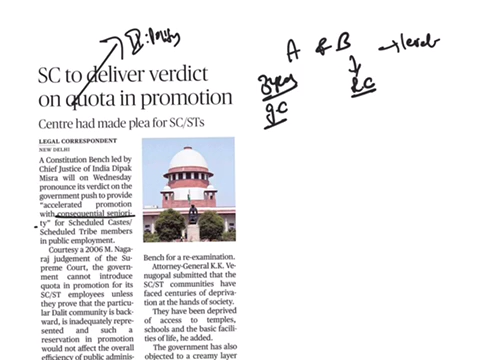 A & B
SC to deliver verdict
on quota in promotion
Centre had made plea for SC/STs
LEGAL CORRESPONDENT
NEW DELHI
A Constitution Bench led by
Chief Justice of India Dipak
Misra will on Wednesday
pronounce its verdict on the
government push to provide
“accelerated promotion
with consequential seniori-
ty” for Scheduled Castes/
Scheduled Tribe members
in public employment.
Courtesy a 2006 M. Naga-
raj judgement of the Su-
preme Court, the govern-
ment cannot introduce
quota in promotion for its
SC/ST employees unless
they prove that the particu-
lar Dalit community is back-
ward, is inadequately repre-
sented and such a
reservation in promotion
would not affect the overall
efficiency of public adminis-
Bench for a re-examination.
Attorney-General K.K. Ve-
nugopal submitted that the
SC/ST communities have
faced centuries of depriva-
tion at the hands of society.
They have been deprived
of access to temples,
schools and the basic facili-
ties of life, he added.
The government has also
objected to a creamy layer